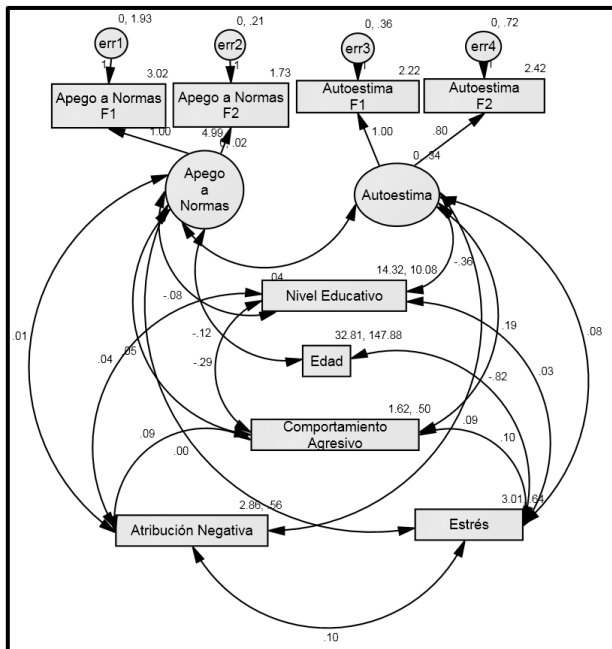 0, 1.93
0, .21
0, .36
0, .72
err1
err2
err3
err4
1
1
1
1
3.02
1.73
2.22
2.42
Apego a Normas
F1
Apego a Normas
F2
Autoestima
F1
Autoestima
F2
1.00
4.99
0, .02
1.00
.80
0, .34
Apego
a
Normas
Autoestima
.04
14.32, 10.08
-.36
Nivel Educativo
-.08
.01
.04
.05
-.12
-.29
32.81, 147.88
Edad
.19
.08
.03
-.82
1.62, .50
Comportamiento
Agresivo
.09
.00
.09
.10
2.86, .56
Atribución Negativa
3.01, .64
Estrés
.10